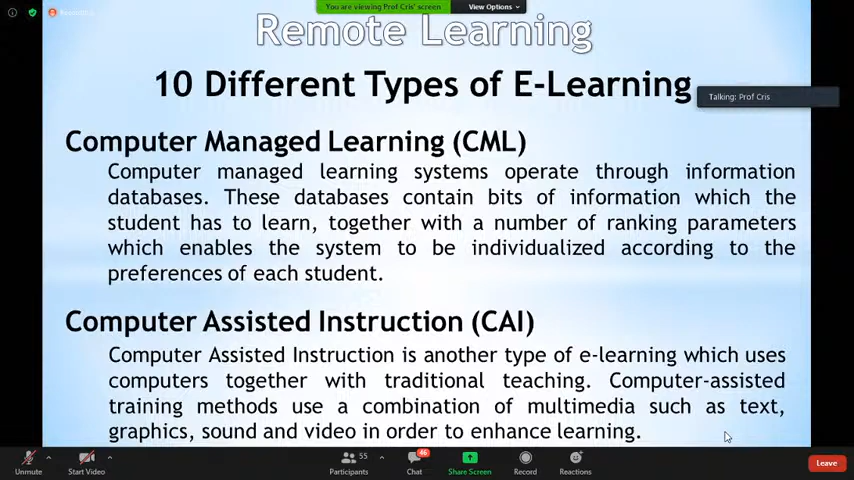 You are viewing Prof Cris' screen
View Options
Recording
Remote Learning
10 Different Types of E-Learning
Talking: Prof Cris
Computer Managed Learning (CML)
Computer managed learning systems operate through information
databases. These databases contain bits of information which the
student has to learn, together with a number of ranking parameters
which enables the system to be individualized according to the
preferences of each student.
Computer Assisted Instruction (CAI)
Computer Assisted Instruction is another type of e-learning which uses
computers together with traditional teaching. Computer-assisted
training methods use a combination of multimedia such as text,
graphics, sound and video in order to enhance learning.
55
46
Unmute
Start Video
Participants
Chat
Share Screen
Record
Reactions
Leave